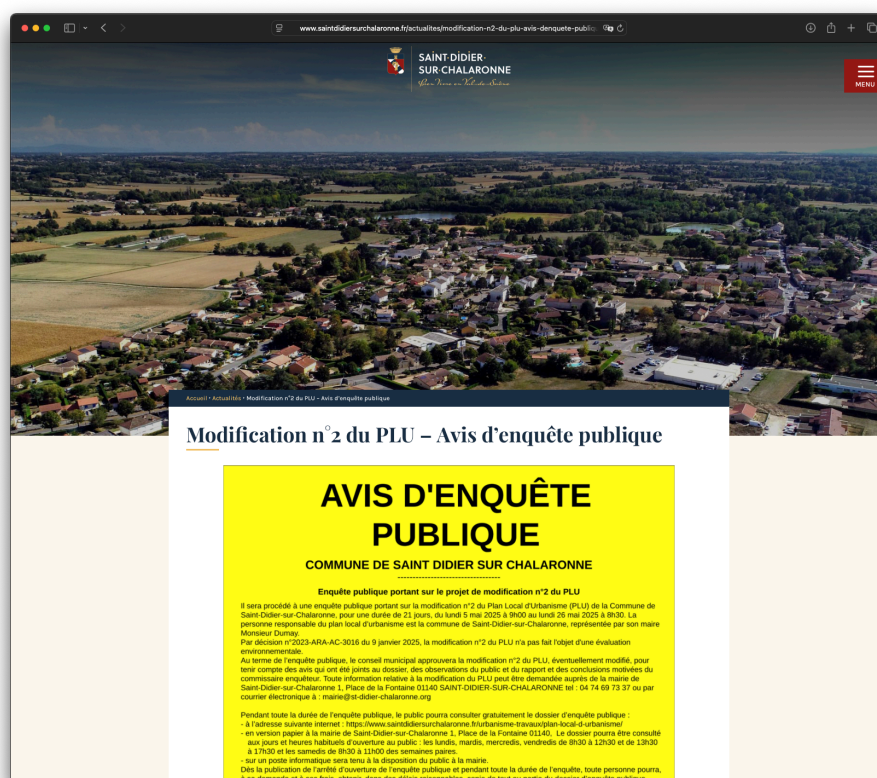 www.saintdidiersurchalaronne.fr/actualites/modification-n2-du-plu-avis-denquete-publiq
SAINT·DIDIER·
SUR·CHALARONNE
Bien Vivre en Val-de-Saône
MENU
Accueil • Actualités • Modification n°2 du PLU – Avis d'enquête publique
Modification n°2 du PLU – Avis d'enquête publique
AVIS D'ENQUÊTE
PUBLIQUE
COMMUNE DE SAINT DIDIER SUR CHALARONNE
----------------------------------
Enquête publique portant sur le projet de modification n°2 du PLU
Il sera procédé à une enquête publique portant sur la modification n°2 du Plan Local d'Urbanisme (PLU) de la Commune de
Saint-Didier-sur-Chalaronne, pour une durée de 21 jours, du lundi 5 mai 2025 à 9h00 au lundi 26 mai 2025 à 8h30. La
personne responsable du plan local d'urbanisme est la commune de Saint-Didier-sur-Chalaronne, représentée par son maire
Monsieur Dumay.
Par décision n°2023-ARA-AC-3016 du 9 janvier 2025, la modification n°2 du PLU n'a pas fait l'objet d'une évaluation
environnementale.
Au terme de l'enquête publique, le conseil municipal approuvera la modification n°2 du PLU, éventuellement modifié, pour
tenir compte des avis qui ont été joints au dossier, des observations du public et du rapport et des conclusions motivées du
commissaire enquêteur. Toute information relative à la modification du PLU peut être demandée auprès de la mairie de
Saint-Didier-sur-Chalaronne 1, Place de la Fontaine 01140 SAINT-DIDIER-SUR-CHALARONNE tel : 04 74 69 73 37 ou par
courrier électronique à : mairie@st-didier-chalaronne.org
Pendant toute la durée de l'enquête publique, le public pourra consulter gratuitement le dossier d'enquête publique :
- à l'adresse suivante internet : https://www.saintdidiersurchalaronne.fr/urbanisme-travaux/plan-local-d-urbanisme/
- en version papier à la mairie de Saint-Didier-sur-Chalaronne 1, Place de la Fontaine 01140, Le dossier pourra être consulté
aux jours et heures habituels d'ouverture au public : les lundis, mardis, mercredis, vendredis de 8h30 à 12h30 et de 13h30
à 17h30 et les samedis de 8h30 à 11h00 des semaines paires.
- sur un poste informatique sera tenu à la disposition du public à la mairie.
Dès la publication de l'arrêté d'ouverture de l'enquête publique et pendant toute la durée de l'enquête, toute personne pourra,